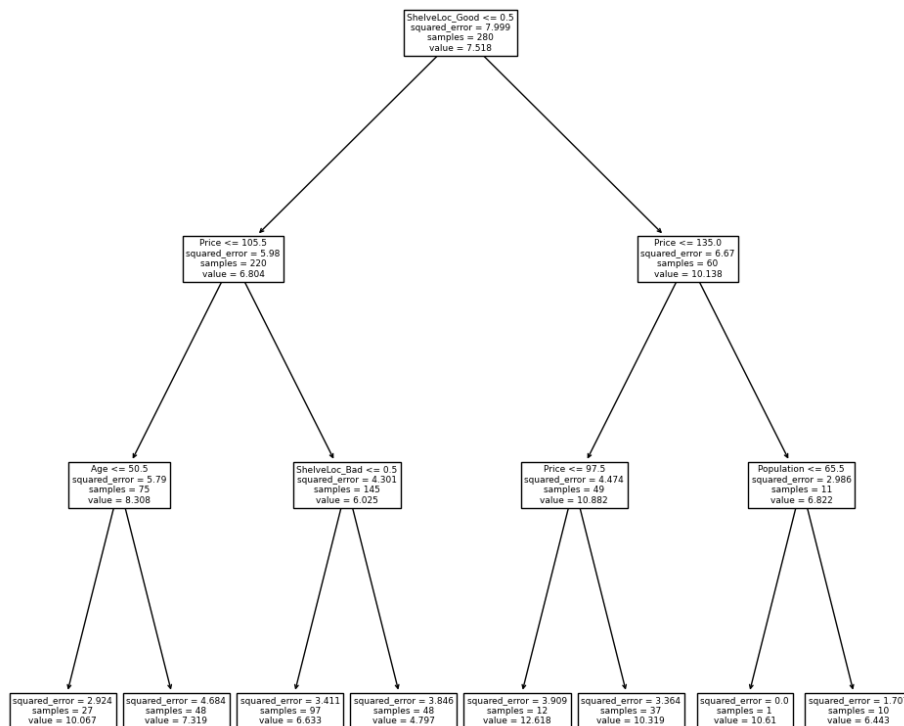 ShelveLoc_Good <= 0.5
squared_error = 7.999
samples = 280
value = 7.518
Price <= 105.5
squared_error = 5.98
samples = 220
value = 6.804
Price <= 135.0
squared_error = 6.67
samples = 60
value = 10.138
Age <= 50.5
squared_error = 5.79
samples = 75
value = 8.308
ShelveLoc_Bad <= 0.5
squared_error = 4.301
samples = 145
value = 6.025
Price <= 97.5
squared_error = 4.474
samples = 49
value = 10.882
Population <= 65.5
squared_error = 2.986
samples = 11
value = 6.822
squared_error = 2.924
samples = 27
value = 10.067
squared_error = 4.684
samples = 48
value = 7.319
squared_error = 3.411
samples = 97
value = 6.633
squared_error = 3.846
samples = 48
value = 4.797
squared_error = 3.909
samples = 12
value = 12.618
squared_error = 3.364
samples = 37
value = 10.319
squared_error = 0.0
samples = 1
value = 10.61
squared_error = 1.707
samples = 10
value = 6.443